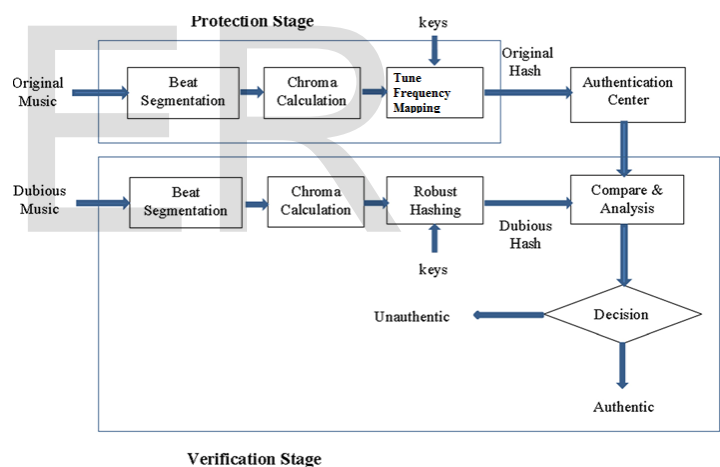 Protection Stage
keys
Original
Music
Beat
Segmentation
Chroma
Calculation
Tune
Frequency
Mapping
Original
Hash
Authentication
Center
Dubious
Music
Beat
Segmentation
Chroma
Calculation
Robust
Hashing
keys
Dubious
Hash
Compare &
Analysis
Decision
Unauthentic
Authentic
Verification Stage
ER